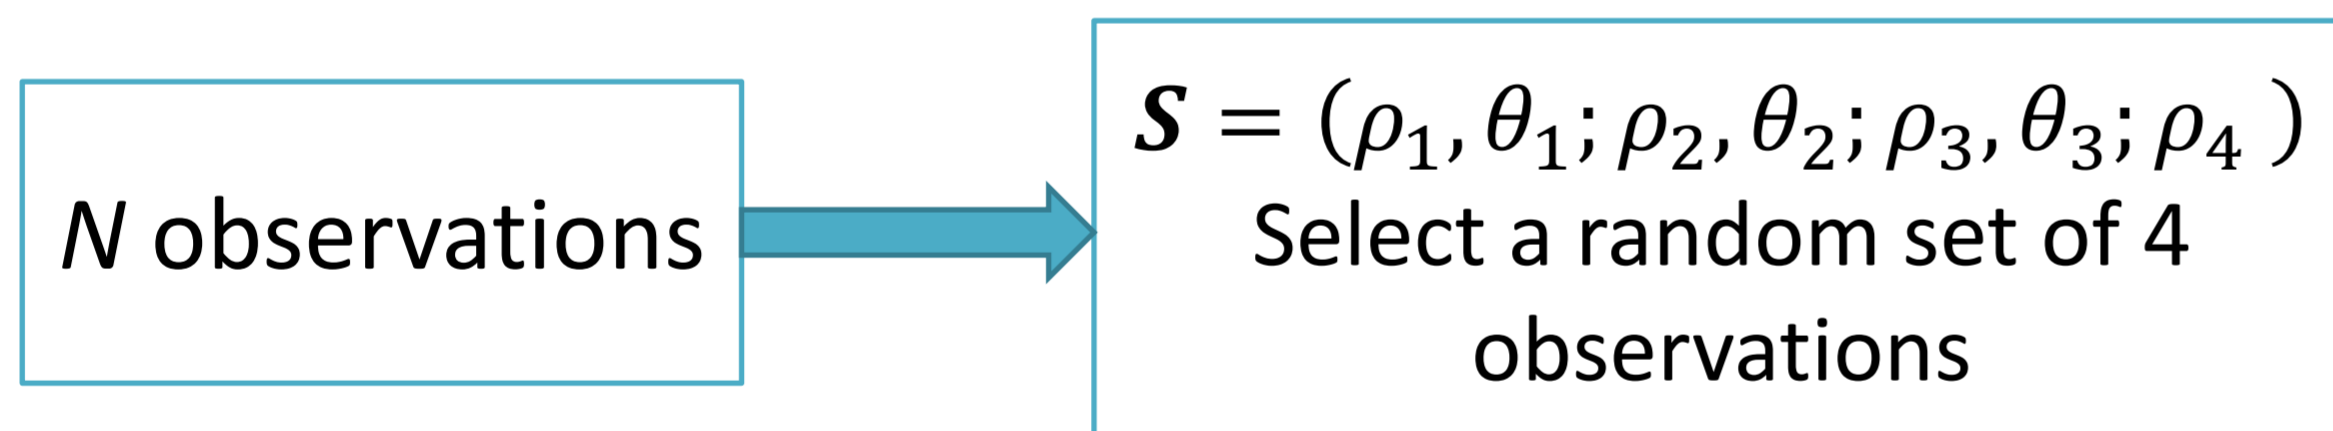 N observations
S = (ρ₁, θ₁; ρ₂, θ₂; ρ₃, θ₃; ρ₄ )
Select a random set of 4
observations